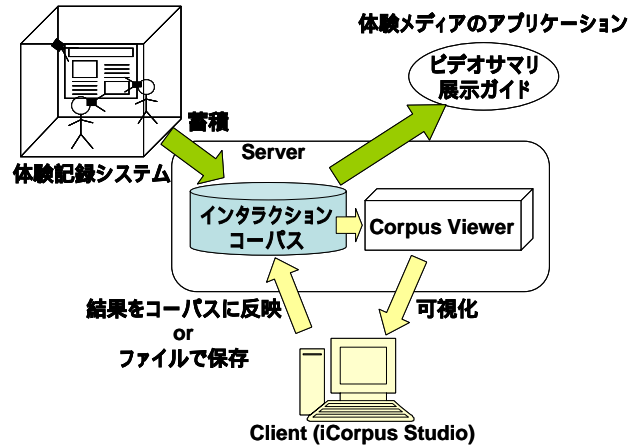 体験メディアのアプリケーション
ビデオサマリ
展示ガイド
蓄積
体験記録システム
Server
インタラクション
コーパス
Corpus Viewer
結果をコーパスに反映
or
ファイルで保存
可視化
Client (iCorpus Studio)